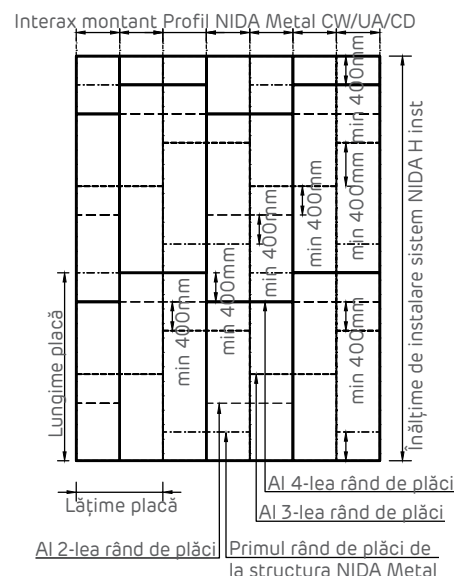 Interax montant Profil NIDA Metal CW/UA/CD
min 400mm
min 400mm
min 400mm
min 400mm
min 400mm
min 400mm
min 400mm
Înălțime de instalare sistem NIDA H inst
Lungime placă
Lățime placă
Al 4-lea rând de plăci
Al 3-lea rând de plăci
Al 2-lea rând de plăci
Primul rând de plăci de
la structura NIDA Metal